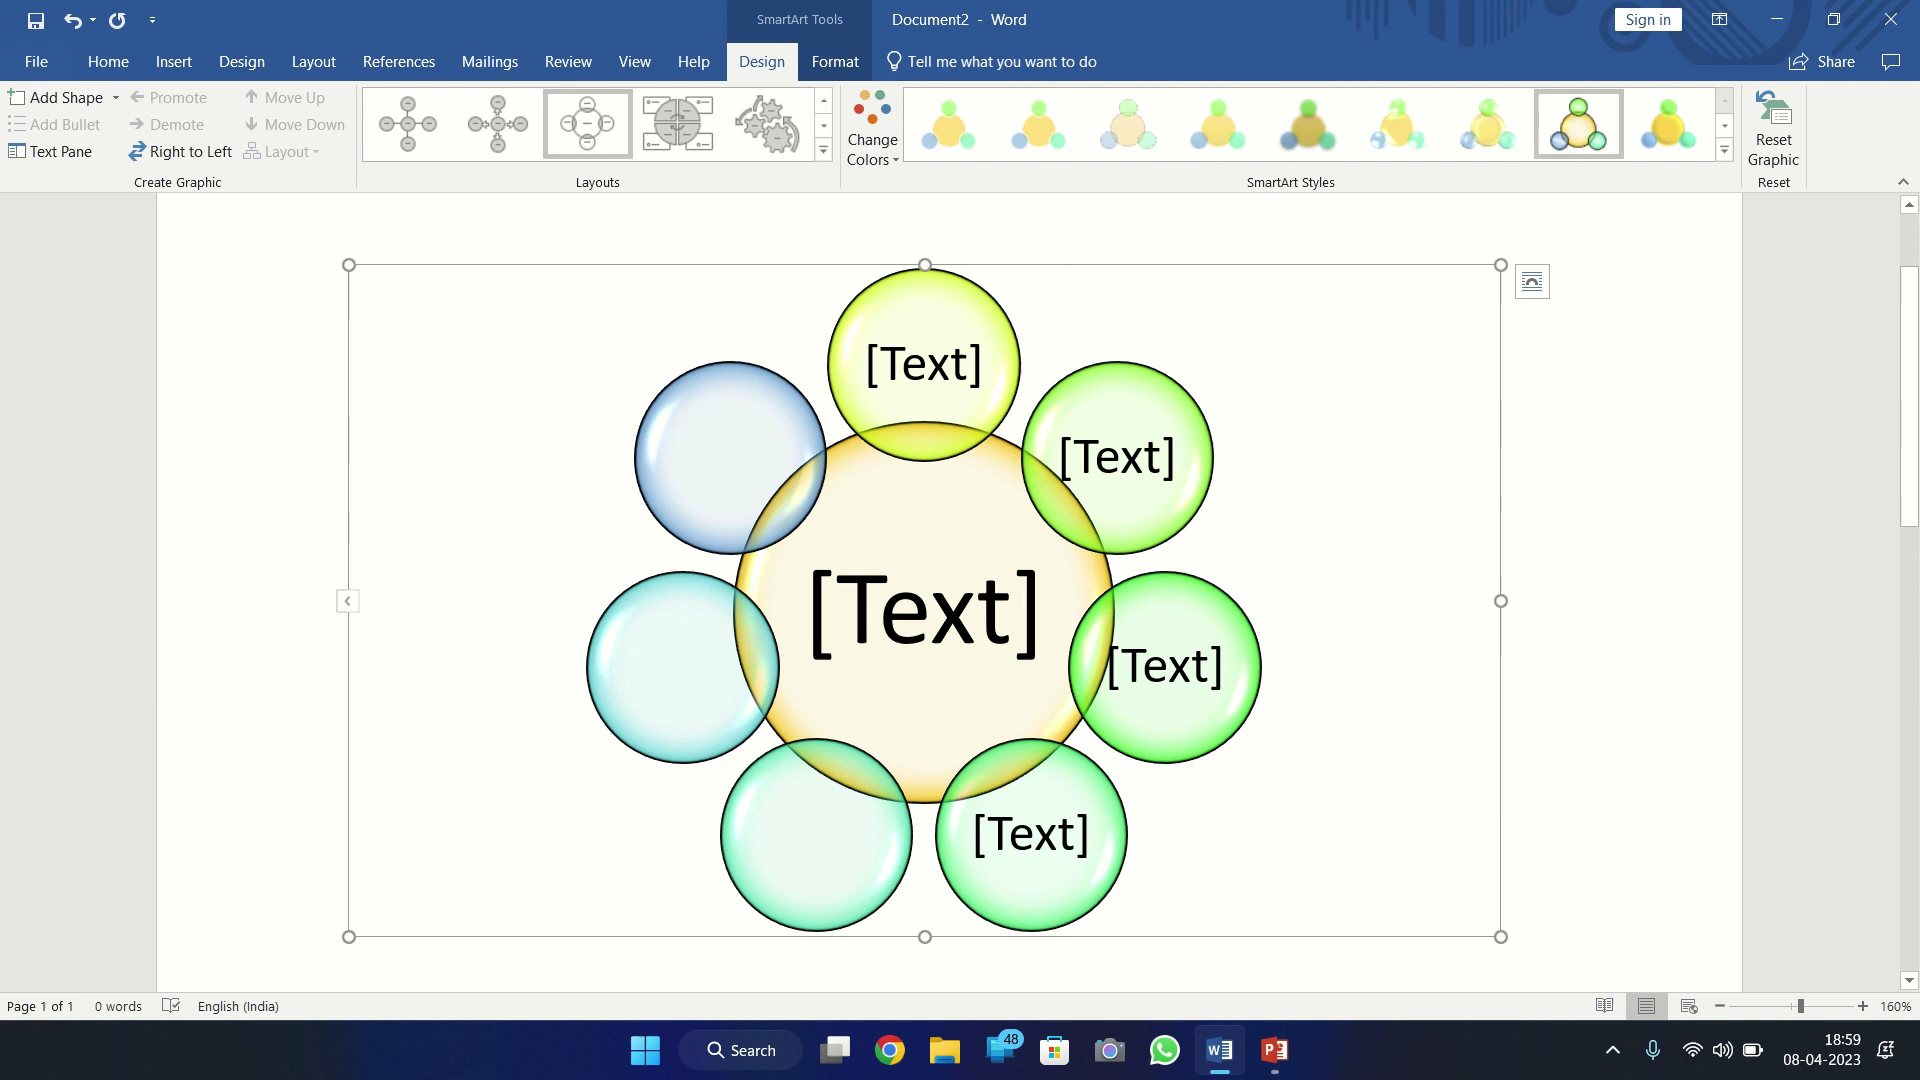 SmartArt Tools
Document2 - Word
Sign in
File Home Insert Design Layout References Mailings Review View Help Design Format Tell me what you want to do Share
Add Shape Promote Move Up
Add Bullet Demote Move Down
Text Pane Right to Left Layout
Create Graphic
Layouts
Change
Colors
SmartArt Styles
Reset
Graphic
Reset
[Text]
[Text]
[Text]
[Text]
[Text]
Page 1 of 1 0 words English (India) 160%
Search
48
18:59
08-04-2023